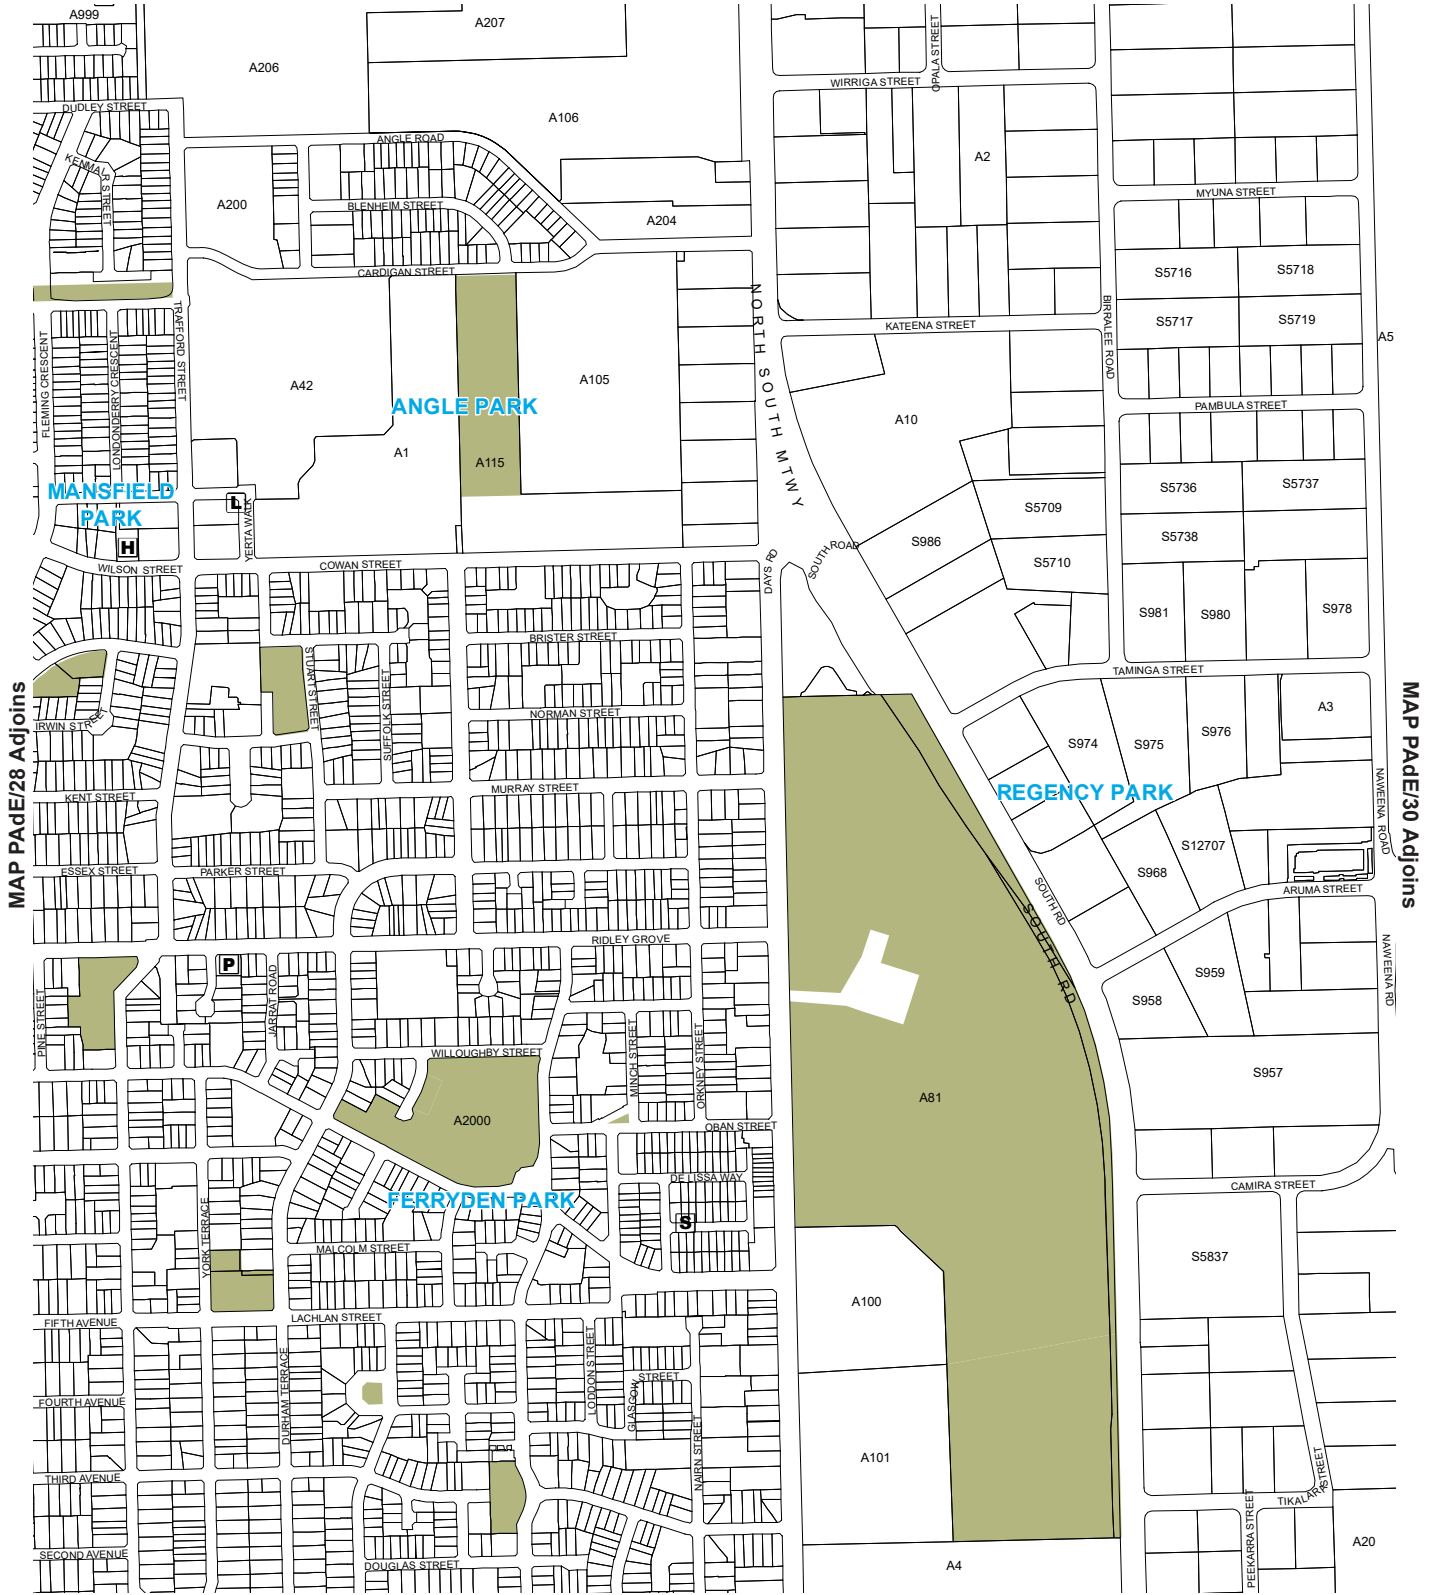 A999
A207
A206
OPALA STREET
WIRRIGA STREET
DUDLEY STREET
A106
ANGLE ROAD
A2
KENMAR STREET
MYUNA STREET
A200
BLENHEIM STREET
A204
CARDIGAN STREET
S5716
S5718
NORTH SOUTH MTWY
BIRRALEE ROAD
TRAFFORD STREET
KATEENA STREET
S5717
S5719
A5
FLEMING CRESCENT
LONDONDERRY CRESCENT
A42
A105
ANGLE PARK
PAMBULA STREET
A10
A1
A115
MANSFIELD
PARK
S5736
S5737
L
YERTA WALK
S5709
H
S986
S5738
SOUTH ROAD
DAYS RD
COWAN STREET
WILSON STREET
S5710
S981
S980
S978
BRISTER STREET
STUART STREET
SUFFOLK STREET
TAMINGA STREET
MAP PAdE/28 Adjoins
MAP PAdE/30 Adjoins
IRWIN STREET
NORMAN STREET
A3
S974
S975
S976
KENT STREET
MURRAY STREET
REGENCY PARK
NAWEENA ROAD
S12707
ESSEX STREET
PARKER STREET
S968
SOUTH RD
ARUMA STREET
SOUTH RD
RIDLEY GROVE
P
JARRAT ROAD
S959
NAWEENA RD
S958
PINE STREET
WILLOUGHBY STREET
MINCH STREET
ORKNEY STREET
S957
A2000
A81
OBAN STREET
DE LISSA WAY
CAMIRA STREET
FERRYDEN PARK
YORK TERRACE
S
MALCOLM STREET
S5837
A100
FIFTH AVENUE
LACHLAN STREET
LODDON STREET
DURHAM TERRACE
GLASGOW STREET
FOURTH AVENUE
NAIRN STREET
A101
THIRD AVENUE
TIKALARA STREET
PEEKARRA STREET
SECOND AVENUE
DOUGLAS STREET
A4
A20